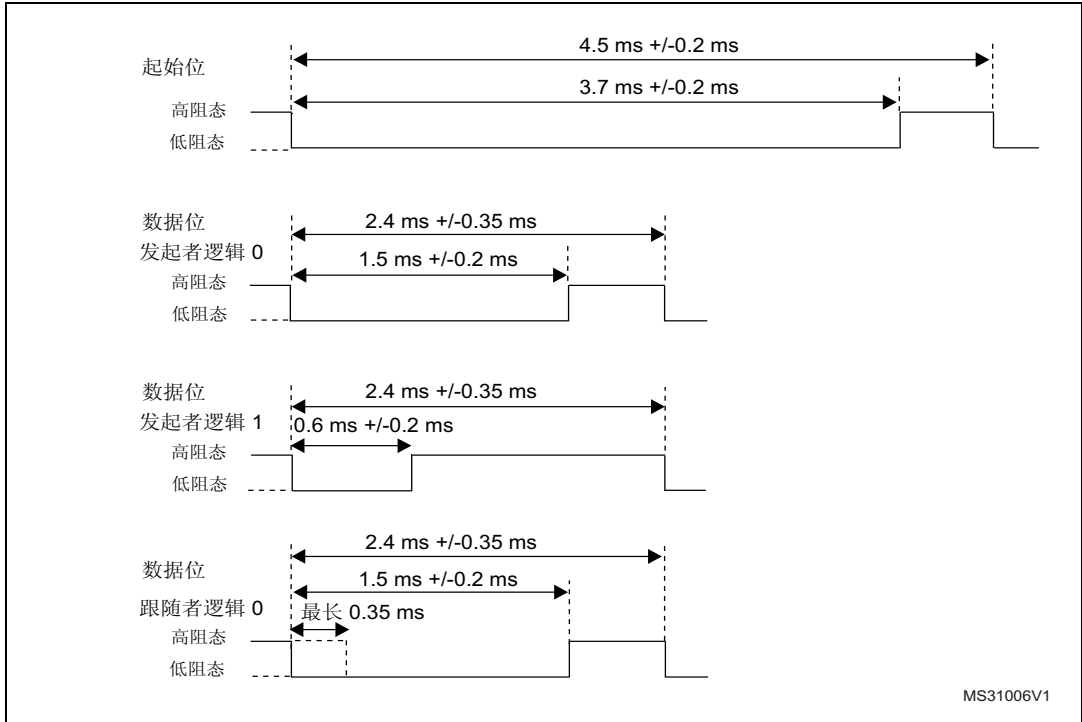 4.5 ms +/-0.2 ms
起始位
3.7 ms +/-0.2 ms
高阻态
低阻态
数据位
2.4 ms +/-0.35 ms
发起者逻辑 0
1.5 ms +/-0.2 ms
高阻态
低阻态
数据位
2.4 ms +/-0.35 ms
发起者逻辑 1
0.6 ms +/-0.2 ms
高阻态
低阻态
2.4 ms +/-0.35 ms
数据位
1.5 ms +/-0.2 ms
跟随者逻辑 0
最长 0.35 ms
高阻态
低阻态
MS31006V1